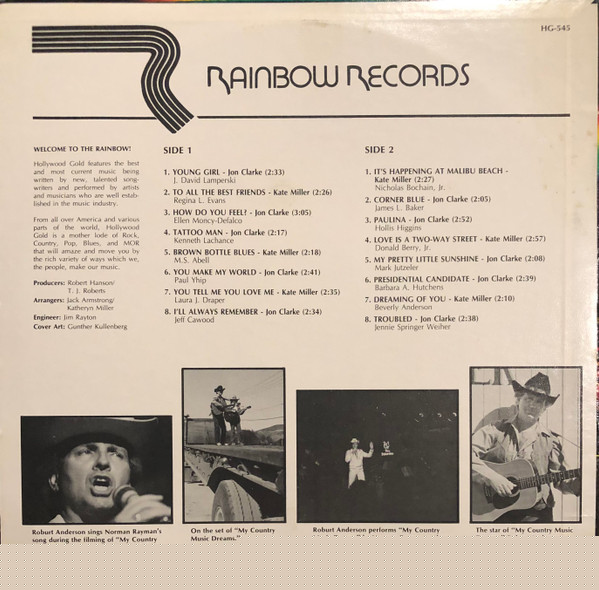 HG-545
RAINBOW RECORDS
WELCOME TO THE RAINBOW!
Hollywood Gold features the best
and most current music being
written by new, talented song-
writers and performed by artists
and musicians who are well estab-
lished in the music industry.
From all over America and various
parts of the world, Hollywood
Gold is a mother lode of Rock,
Country, Pop, Blues, and MOR
that will amaze and move you by
the rich variety of ways which we,
the people, make our music.
Producers: Robert Hanson/
T. J. Roberts
Arrangers: Jack Armstrong/
Katheryn Miller
Engineer: Jim Rayton
Cover Art: Gunther Kullenberg
SIDE 1
1. YOUNG GIRL - Jon Clarke (2:33)
J. David Lamperski
2. TO ALL THE BEST FRIENDS - Kate Miller (2:26)
Regina L. Evans
3. HOW DO YOU FEEL? - Jon Clarke (3:05)
Ellen Moncy-Defalco
4. TATTOO MAN - Jon Clarke (2:17)
Kenneth Lachance
5. BROWN BOTTLE BLUES - Kate Miller (2:18)
M.S. Abell
6. YOU MAKE MY WORLD - Jon Clarke (2:41)
Paul Yhip
7. YOU TELL ME YOU LOVE ME - Kate Miller (2:35)
Laura J. Draper
8. I'LL ALWAYS REMEMBER - Jon Clarke (2:34)
Jeff Cawood
SIDE 2
1. IT'S HAPPENING AT MALIBU BEACH -
Kate Miller (2:27)
Nicholas Bochain, Jr.
2. CORNER BLUE - Jon Clarke (2:05)
James L. Baker
3. PAULINA - Jon Clarke (2:52)
Hollis Higgins
4. LOVE IS A TWO-WAY STREET - Kate Miller (2:57)
Donald Berry, Jr.
5. MY PRETTY LITTLE SUNSHINE - Jon Clarke (2:08)
Mark Jutzeler
6. PRESIDENTIAL CANDIDATE - Jon Clarke (2:39)
Barbara A. Hutchens
7. DREAMING OF YOU - Kate Miller (2:10)
Beverly Anderson
8. TROUBLED - Jon Clarke (2:38)
Jennie Springer Weiher
Roburt Anderson sings Norman Rayman's
song during the filming of "My Country
On the set of "My Country
Music Dreams."
Roburt Anderson performs "My Country
The star of "My Country Music